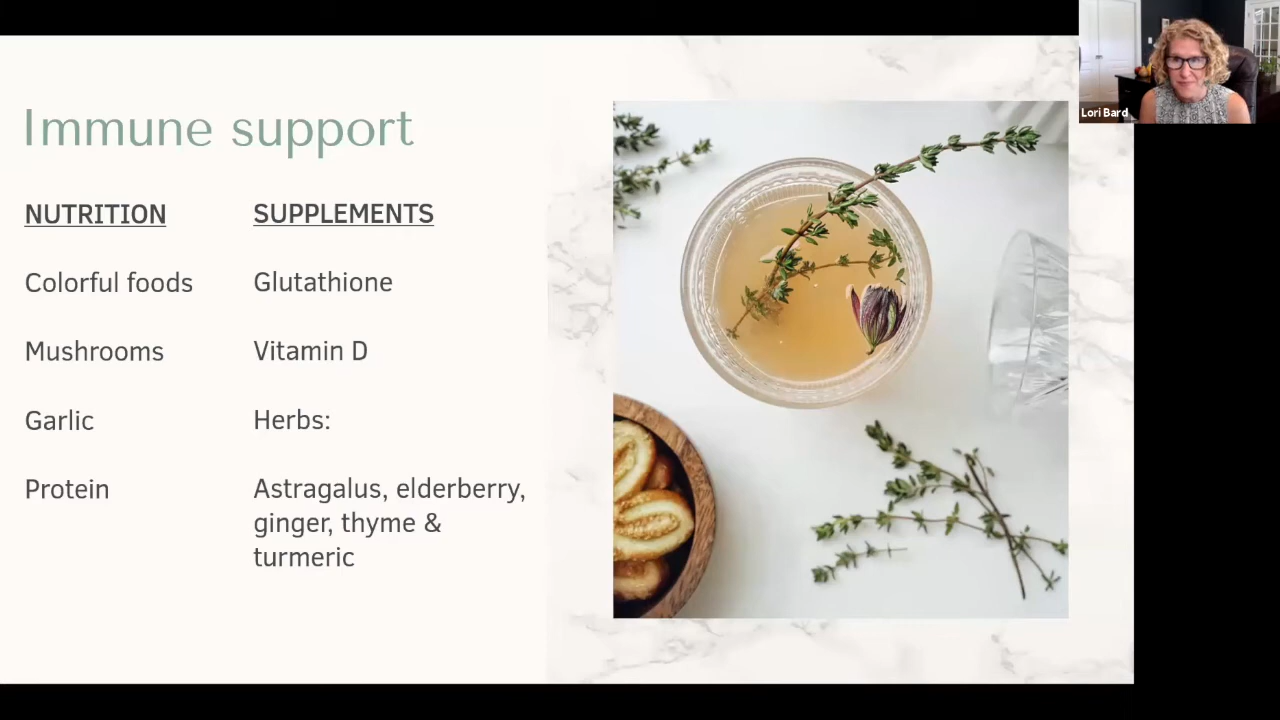 Immune support
NUTRITION
Colorful foods
Mushrooms
Garlic
Protein
SUPPLEMENTS
Glutathione
Vitamin D
Herbs:
Astragalus, elderberry,
ginger, thyme &
turmeric
Lori Bard